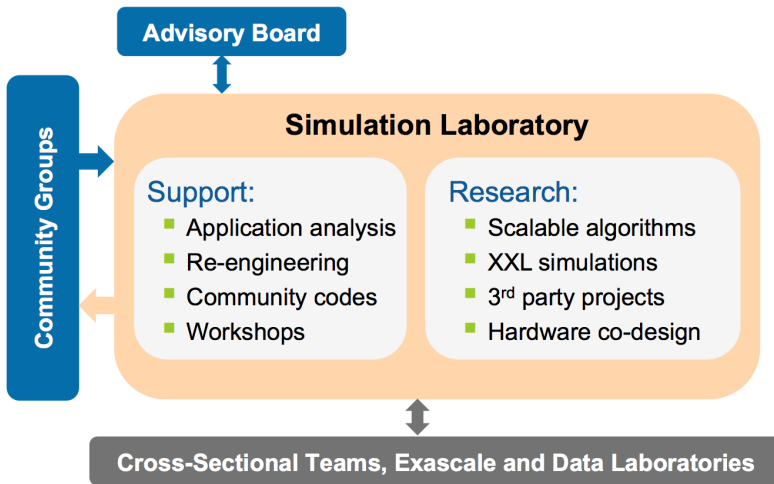 Advisory Board
Community Groups
Simulation Laboratory
Support:
Application analysis
Re-engineering
Community codes
Workshops
Research:
Scalable algorithms
XXL simulations
3rd party projects
Hardware co-design
Cross-Sectional Teams, Exascale and Data Laboratories